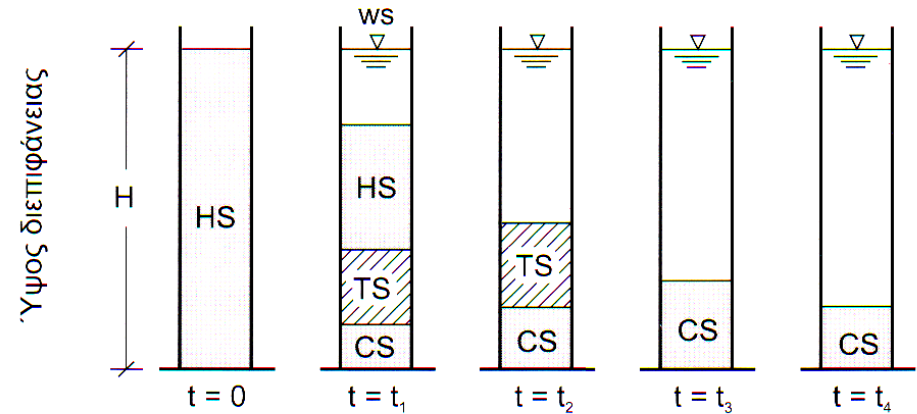 Ύψος διεπιφάνειας
H
HS
t = 0
ws
HS
TS
CS
t = t₁
TS
CS
t = t₂
CS
t = t₃
CS
t = t₄